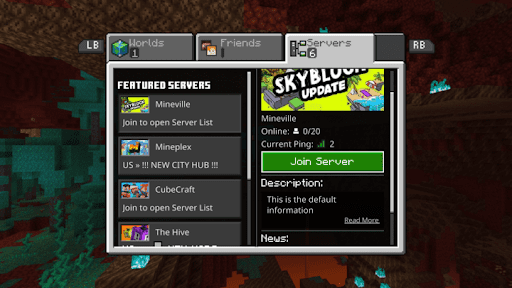 LB
Worlds
1
Friends
Servers
6
RB
FEATURED SERVERS
SKYBLOCK
Mineville
Join to open Server List
Mineplex
US » !!! NEW CITY HUB !!!
CubeCraft
Join to open Server List
The Hive
SKYBLOCK
UPDATE
Mineville
Online: 0/20
Current Ping: 2
Join Server
Description:
This is the default
information
Read More
News: